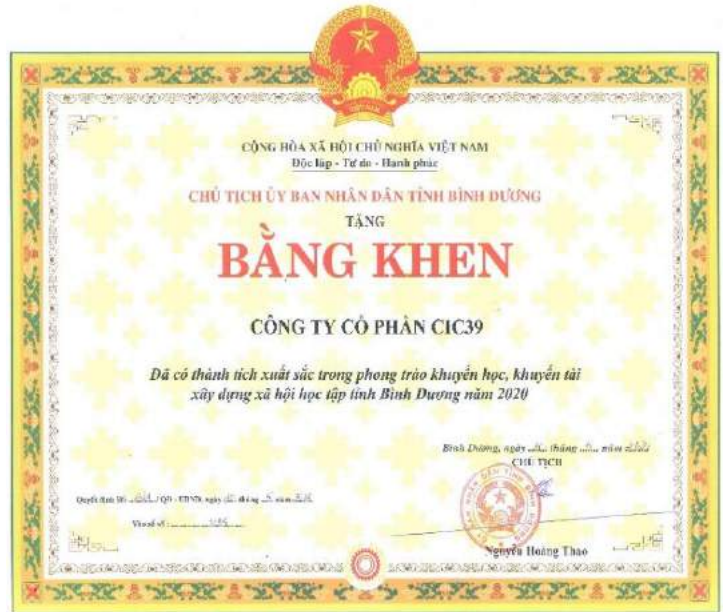 CỘNG HÒA XÃ HỘI CHỦ NGHĨA VIỆT NAM
Độc lập - Tự do - Hạnh phúc
CHỦ TỊCH ỦY BAN NHÂN DÂN TỈNH BÌNH DƯƠNG
TẶNG
BẰNG KHEN
CÔNG TY CỔ PHẦN CIC39
Đã có thành tích xuất sắc trong phong trào khuyến học, khuyến tài
xây dựng xã hội học tập tỉnh Bình Dương năm 2020
Bình Dương, ngày tháng năm
CHỦ TỊCH
Quyết định Số / QĐ - UBND, ngày tháng năm
Vào sổ số :
Nguyễn Hoàng Thao